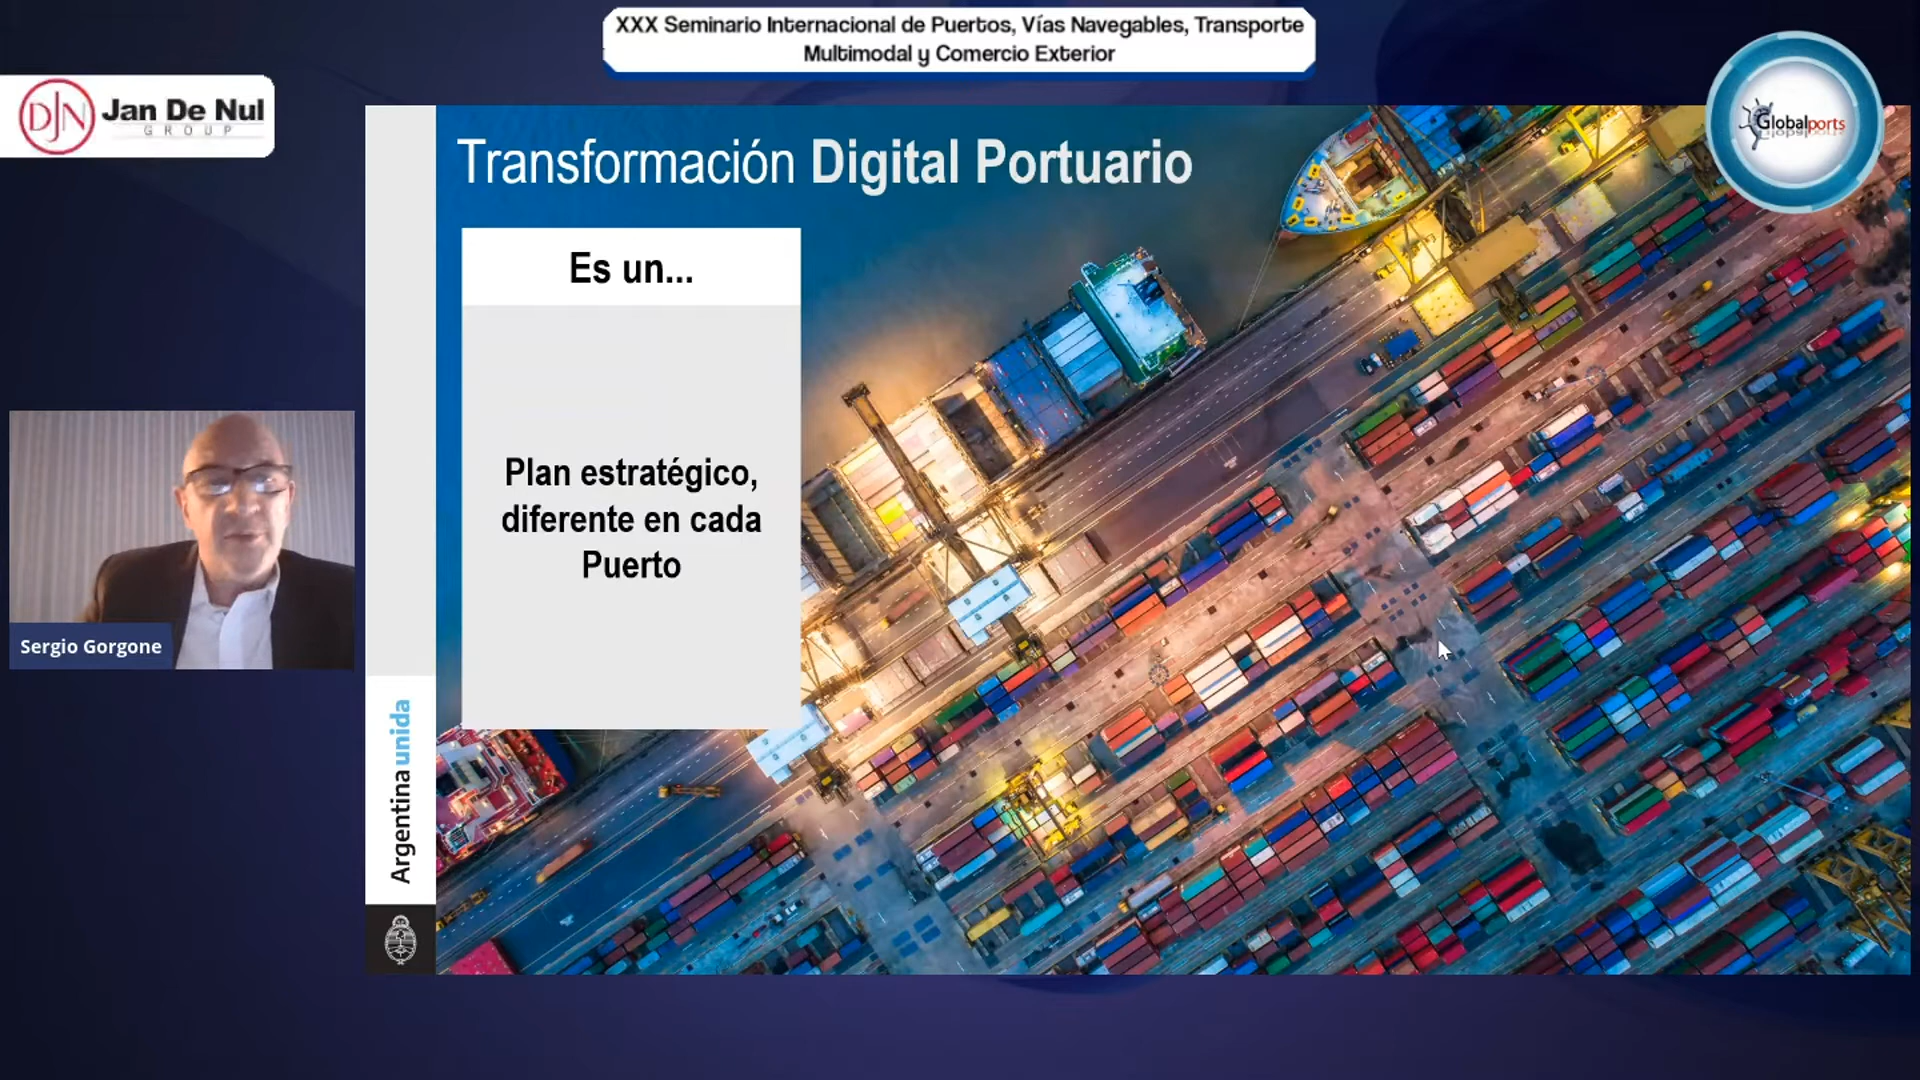 XXX Seminario Internacional de Puertos, Vías Navegables, Transporte
Multimodal y Comercio Exterior
DJN
Jan De Nul
GROUP
Globalports
Transformación Digital Portuario
Es un...
Plan estratégico,
diferente en cada
Puerto
Sergio Gorgone
Argentina unida